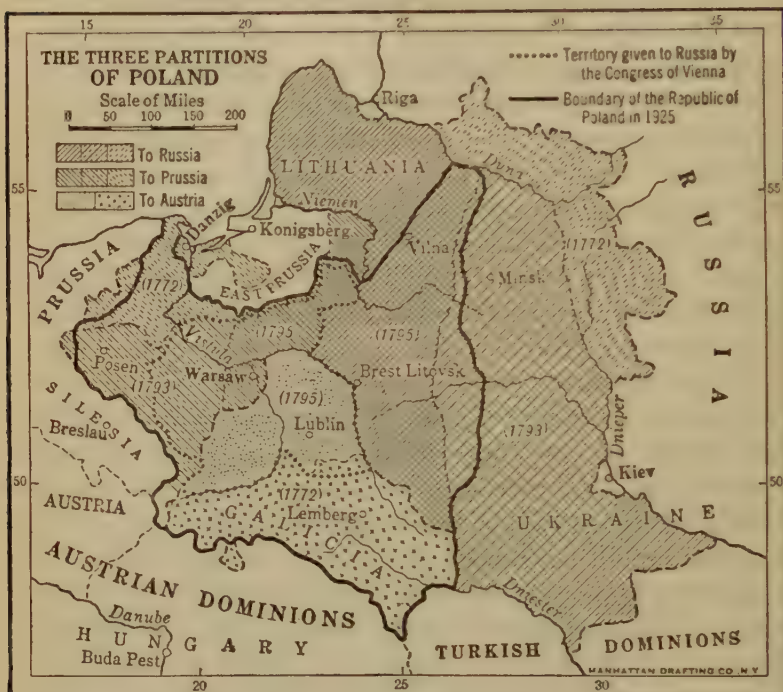 15 20 25 30 35
THE THREE PARTITIONS
OF POLAND
Scale of Miles
0 50 100 150 200
To Russia
To Prussia
To Austria
Territory given to Russia by
the Congress of Vienna
Boundary of the Republic of
Poland in 1925
Riga
LITHUANIA
Duna
55
55
Niemen
RUSSIA
Danzig
Konigsberg
Vilna
(1772)
PRUSSIA
EAST PRUSSIA
Minsk
(1772)
Vistula
(1795
(1795)
Posen
Warsaw
Brest Litovsk
(1793)
(1795)
Dnieper
SILESIA
Breslau
Lublin
(1793)
50
50
Kiev
(1772)
AUSTRIA
Lemberg
GALICIA
UKRAINE
AUSTRIAN DOMINIONS
Dniester
Danube
HUNGARY
Buda Pest
TURKISH DOMINIONS
MANHATTAN DRAFTING CO., N.Y.
20 25 30